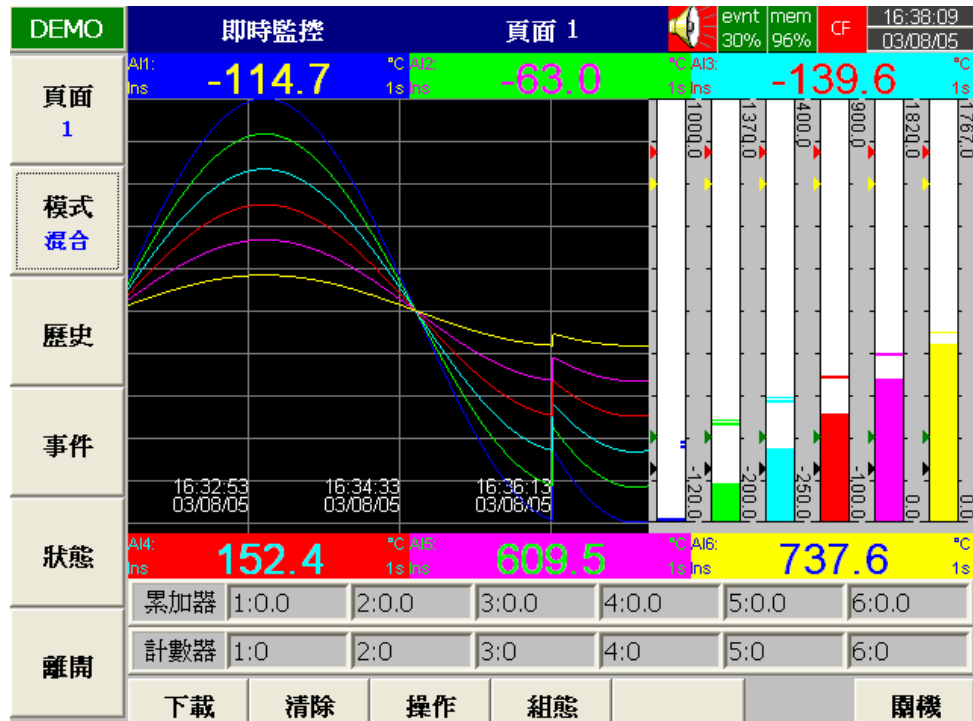 DEMO
即時監控
頁面 1
evnt 30%
mem 96%
CF
16:38:09
03/08/05
頁面
1
模式
混合
歷史
事件
狀態
離開
AI1: -114.7 °C
Ins 1s
AI2: -63.0 °C
Ins 1s
AI3: -139.6 °C
Ins 1s
1000.0
1370.0
400.0
900.0
1820.0
1767.0
-120.0
-200.0
-250.0
-100.0
0.0
0.0
16:32:53
03/08/05
16:34:33
03/08/05
16:36:13
03/08/05
AI4: 152.4 °C
Ins 1s
AI5: 609.5 °C
Ins 1s
AI6: 737.6 °C
Ins 1s
累加器 1:0.0 2:0.0 3:0.0 4:0.0 5:0.0 6:0.0
計數器 1:0 2:0 3:0 4:0 5:0 6:0
下載 清除 操作 組態 關機